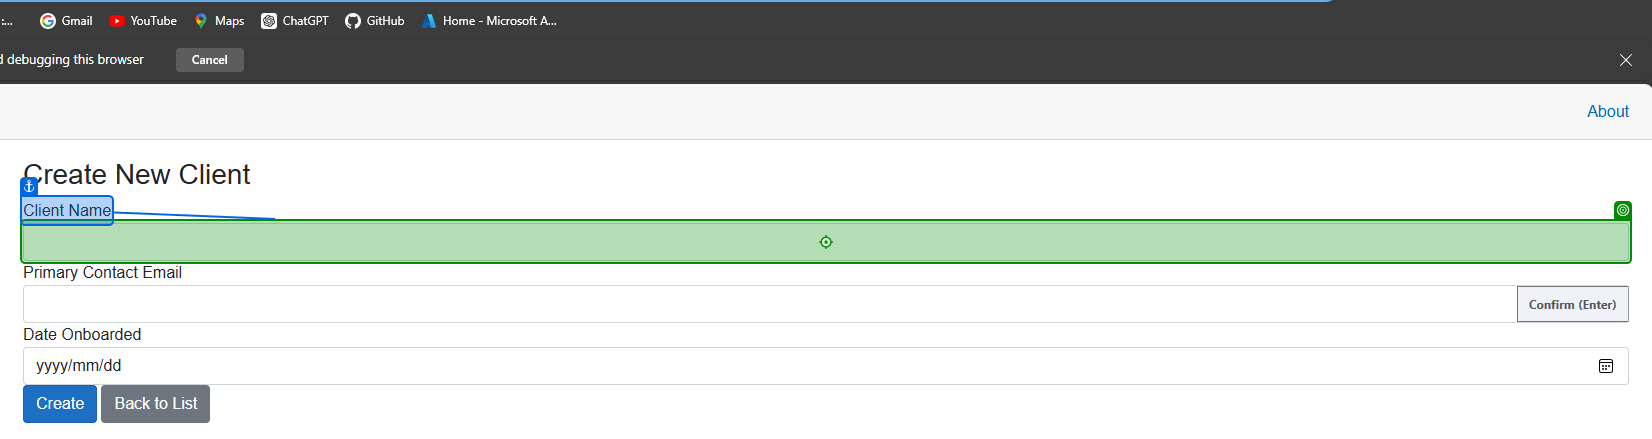 :... Gmail YouTube Maps ChatGPT GitHub Home - Microsoft A...
debugging this browser Cancel
About
Create New Client
Client Name
Primary Contact Email
Confirm (Enter)
Date Onboarded
yyyy/mm/dd
Create Back to List